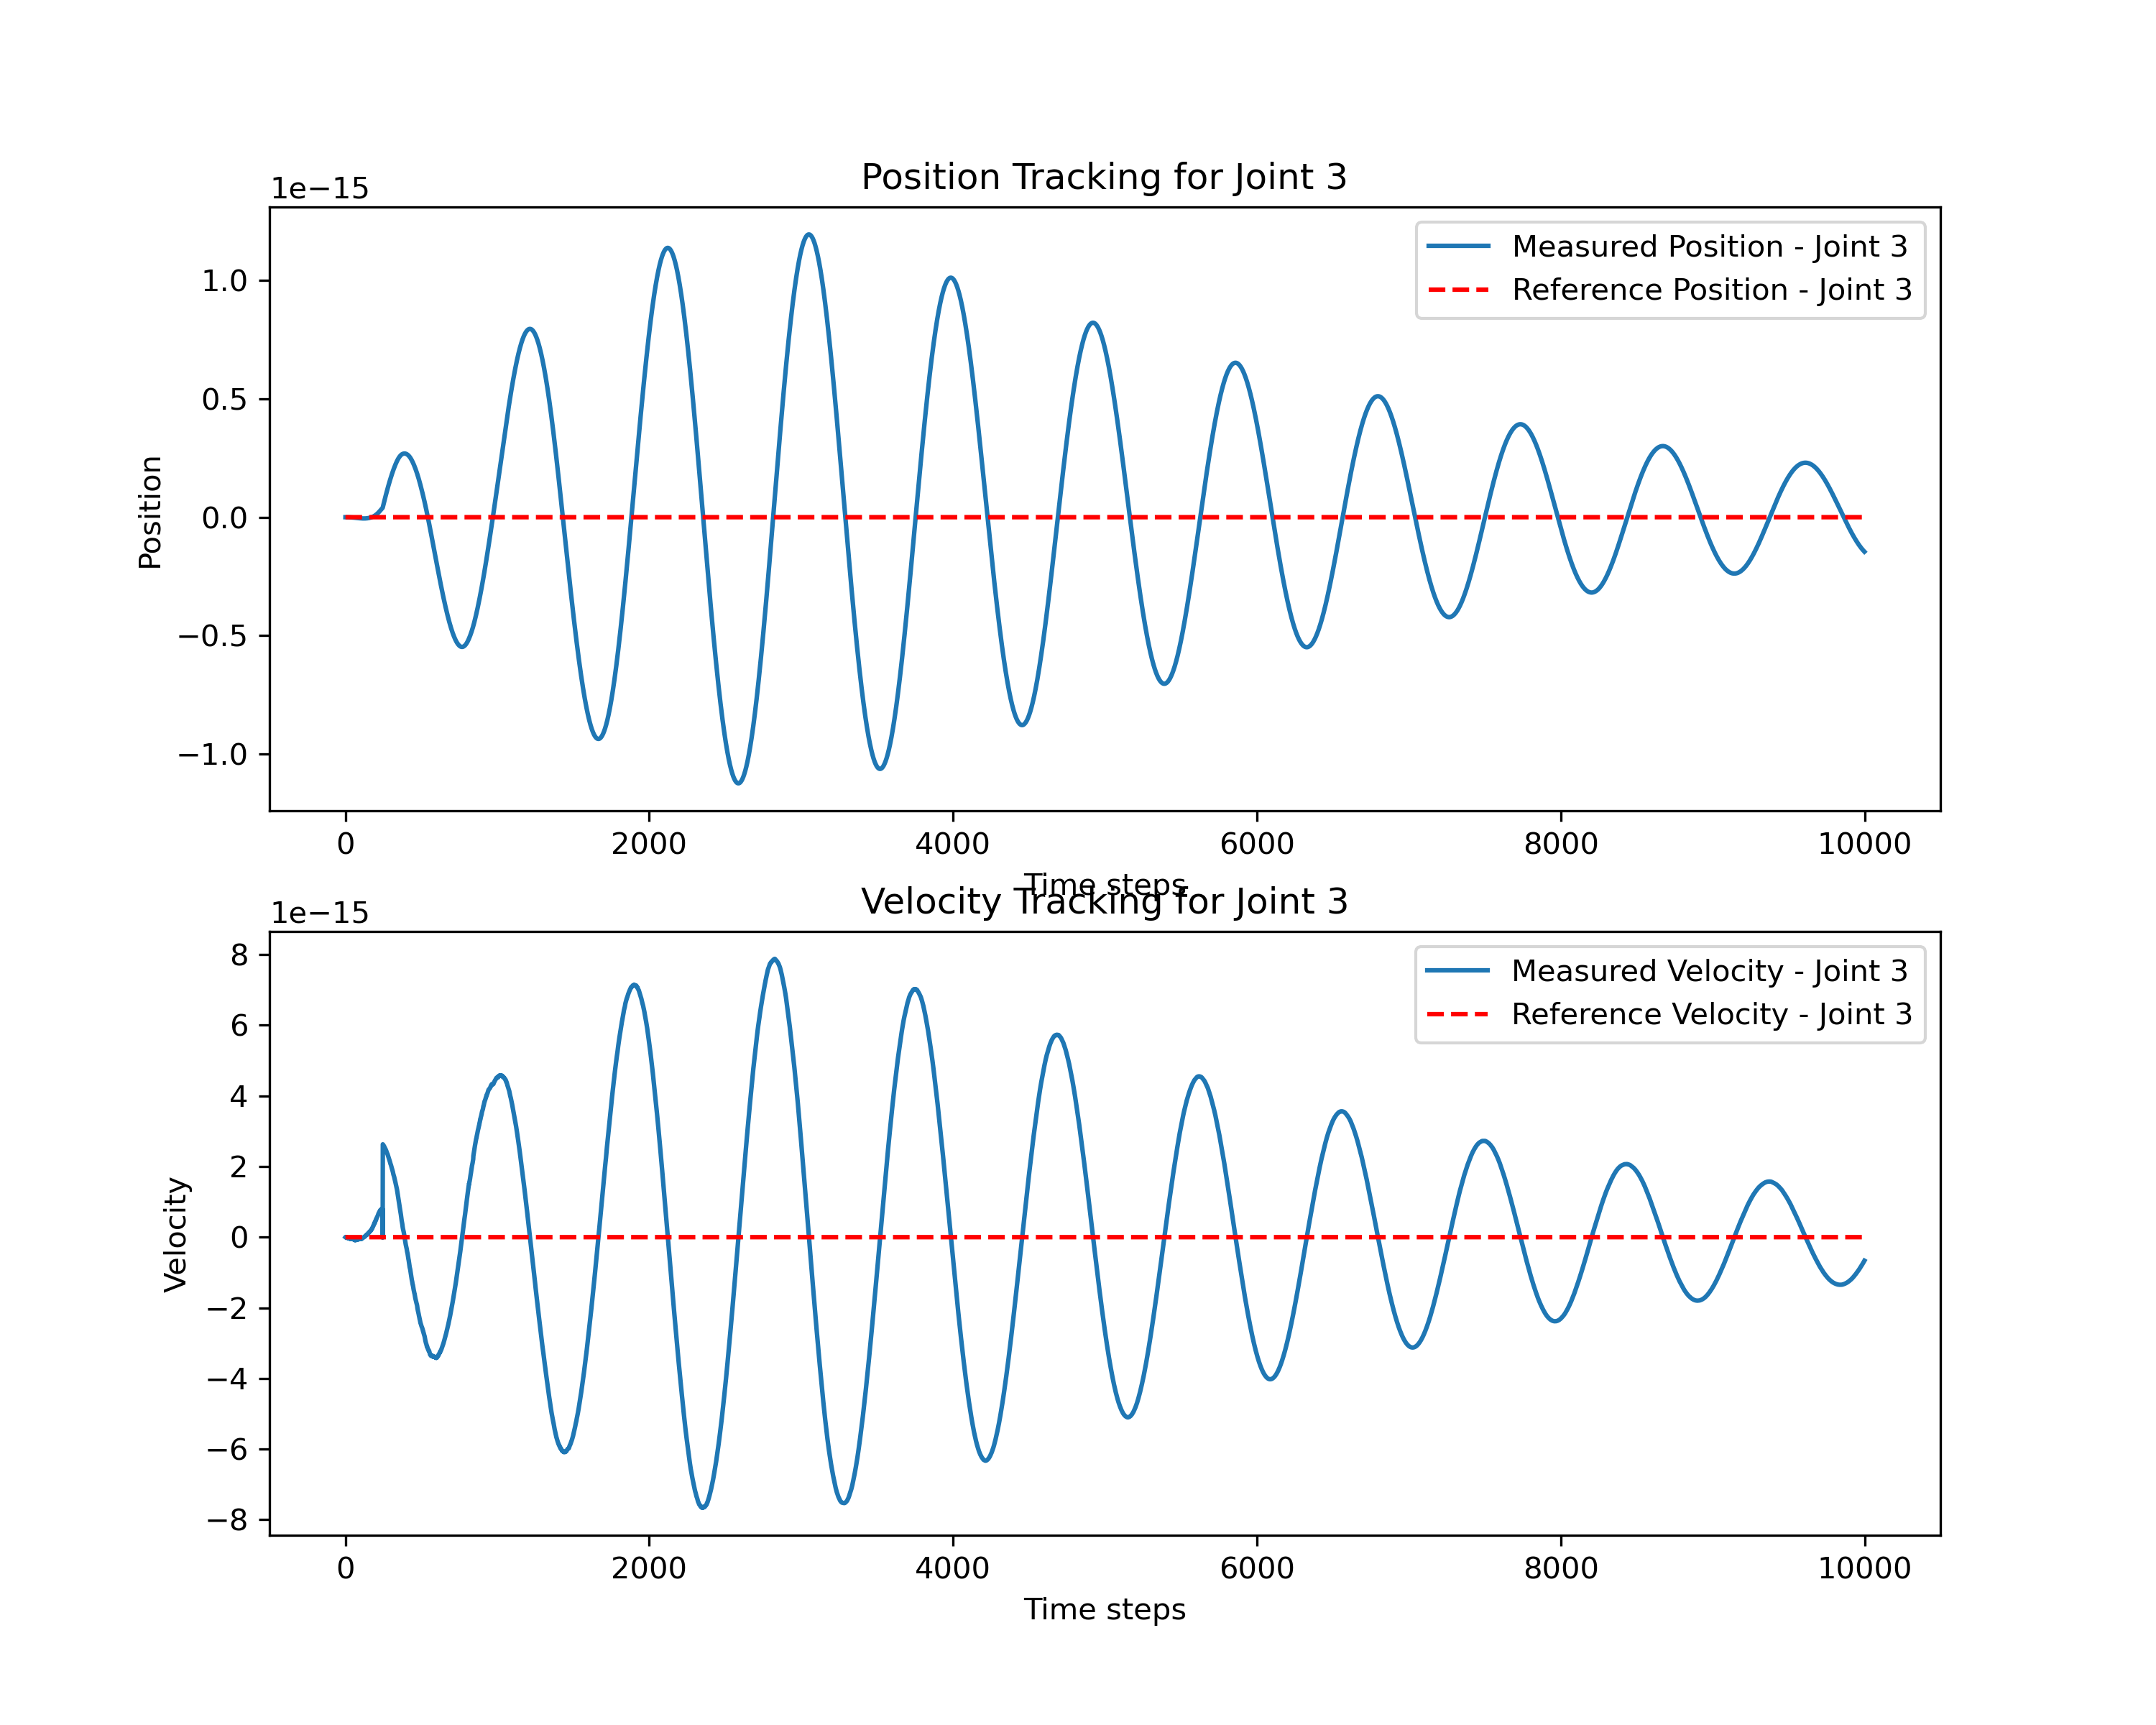 Position Tracking for Joint 3
1e−15
Measured Position - Joint 3
Reference Position - Joint 3
1.0
0.5
0.0
−0.5
−1.0
Position
0 2000 4000 6000 8000 10000
Time steps
Velocity Tracking for Joint 3
1e−15
Measured Velocity - Joint 3
Reference Velocity - Joint 3
8
6
4
2
0
−2
−4
−6
−8
Velocity
0 2000 4000 6000 8000 10000
Time steps